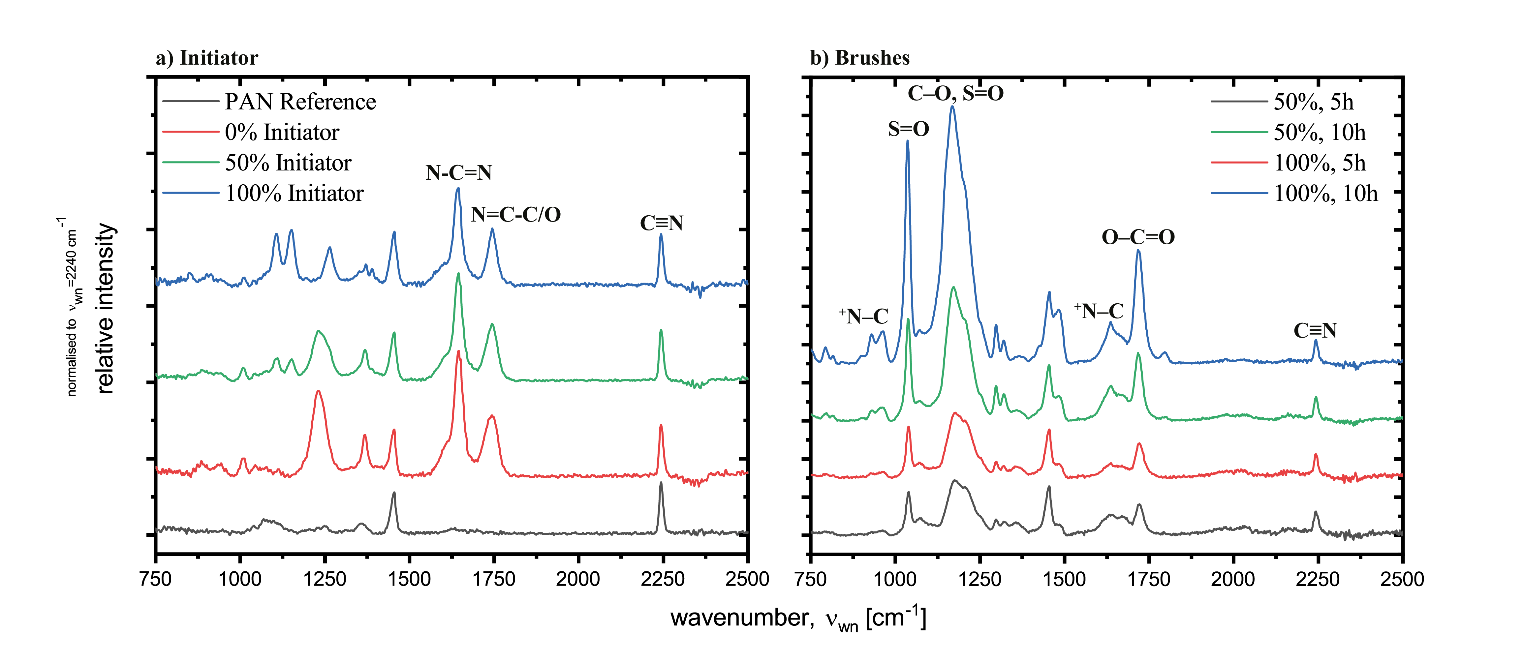 a) Initiator
b) Brushes
PAN Reference
0% Initiator
50% Initiator
100% Initiator
N-C=N
N=C-C/O
C≡N
C–O, S=O
S=O
⁺N–C
O–C=O
⁺N–C
C≡N
50%, 5h
50%, 10h
100%, 5h
100%, 10h
normalised to νwn=2240 cm⁻¹
relative intensity
750 1000 1250 1500 1750 2000 2250 2500
750 1000 1250 1500 1750 2000 2250 2500
wavenumber, νwn [cm⁻¹]